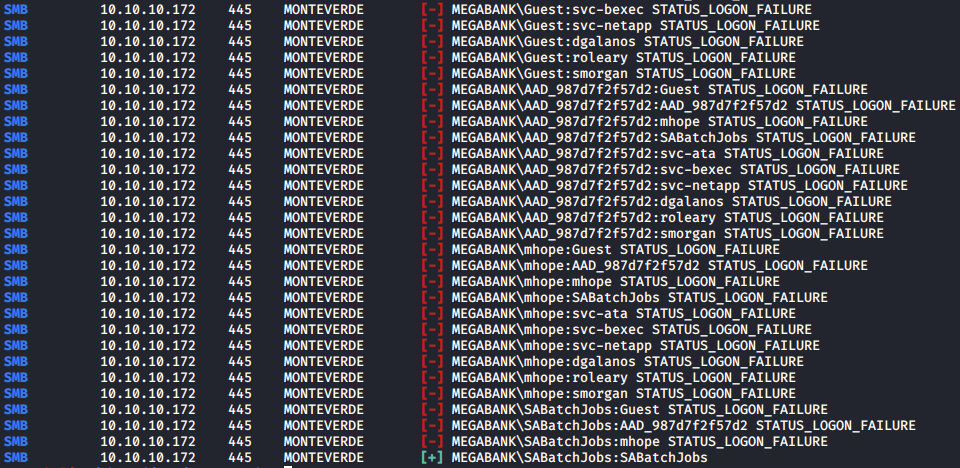 SMB 10.10.10.172 445 MONTEVERDE [-] MEGABANK\Guest:svc-bexec STATUS_LOGON_FAILURE
SMB 10.10.10.172 445 MONTEVERDE [-] MEGABANK\Guest:svc-netapp STATUS_LOGON_FAILURE
SMB 10.10.10.172 445 MONTEVERDE [-] MEGABANK\Guest:dgalanos STATUS_LOGON_FAILURE
SMB 10.10.10.172 445 MONTEVERDE [-] MEGABANK\Guest:roleary STATUS_LOGON_FAILURE
SMB 10.10.10.172 445 MONTEVERDE [-] MEGABANK\Guest:smorgan STATUS_LOGON_FAILURE
SMB 10.10.10.172 445 MONTEVERDE [-] MEGABANK\AAD_987d7f2f57d2:Guest STATUS_LOGON_FAILURE
SMB 10.10.10.172 445 MONTEVERDE [-] MEGABANK\AAD_987d7f2f57d2:AAD_987d7f2f57d2 STATUS_LOGON_FAILURE
SMB 10.10.10.172 445 MONTEVERDE [-] MEGABANK\AAD_987d7f2f57d2:mhope STATUS_LOGON_FAILURE
SMB 10.10.10.172 445 MONTEVERDE [-] MEGABANK\AAD_987d7f2f57d2:SABatchJobs STATUS_LOGON_FAILURE
SMB 10.10.10.172 445 MONTEVERDE [-] MEGABANK\AAD_987d7f2f57d2:svc-ata STATUS_LOGON_FAILURE
SMB 10.10.10.172 445 MONTEVERDE [-] MEGABANK\AAD_987d7f2f57d2:svc-bexec STATUS_LOGON_FAILURE
SMB 10.10.10.172 445 MONTEVERDE [-] MEGABANK\AAD_987d7f2f57d2:svc-netapp STATUS_LOGON_FAILURE
SMB 10.10.10.172 445 MONTEVERDE [-] MEGABANK\AAD_987d7f2f57d2:dgalanos STATUS_LOGON_FAILURE
SMB 10.10.10.172 445 MONTEVERDE [-] MEGABANK\AAD_987d7f2f57d2:roleary STATUS_LOGON_FAILURE
SMB 10.10.10.172 445 MONTEVERDE [-] MEGABANK\AAD_987d7f2f57d2:smorgan STATUS_LOGON_FAILURE
SMB 10.10.10.172 445 MONTEVERDE [-] MEGABANK\mhope:Guest STATUS_LOGON_FAILURE
SMB 10.10.10.172 445 MONTEVERDE [-] MEGABANK\mhope:AAD_987d7f2f57d2 STATUS_LOGON_FAILURE
SMB 10.10.10.172 445 MONTEVERDE [-] MEGABANK\mhope:mhope STATUS_LOGON_FAILURE
SMB 10.10.10.172 445 MONTEVERDE [-] MEGABANK\mhope:SABatchJobs STATUS_LOGON_FAILURE
SMB 10.10.10.172 445 MONTEVERDE [-] MEGABANK\mhope:svc-ata STATUS_LOGON_FAILURE
SMB 10.10.10.172 445 MONTEVERDE [-] MEGABANK\mhope:svc-bexec STATUS_LOGON_FAILURE
SMB 10.10.10.172 445 MONTEVERDE [-] MEGABANK\mhope:svc-netapp STATUS_LOGON_FAILURE
SMB 10.10.10.172 445 MONTEVERDE [-] MEGABANK\mhope:dgalanos STATUS_LOGON_FAILURE
SMB 10.10.10.172 445 MONTEVERDE [-] MEGABANK\mhope:roleary STATUS_LOGON_FAILURE
SMB 10.10.10.172 445 MONTEVERDE [-] MEGABANK\mhope:smorgan STATUS_LOGON_FAILURE
SMB 10.10.10.172 445 MONTEVERDE [-] MEGABANK\SABatchJobs:Guest STATUS_LOGON_FAILURE
SMB 10.10.10.172 445 MONTEVERDE [-] MEGABANK\SABatchJobs:AAD_987d7f2f57d2 STATUS_LOGON_FAILURE
SMB 10.10.10.172 445 MONTEVERDE [-] MEGABANK\SABatchJobs:mhope STATUS_LOGON_FAILURE
SMB 10.10.10.172 445 MONTEVERDE [+] MEGABANK\SABatchJobs:SABatchJobs